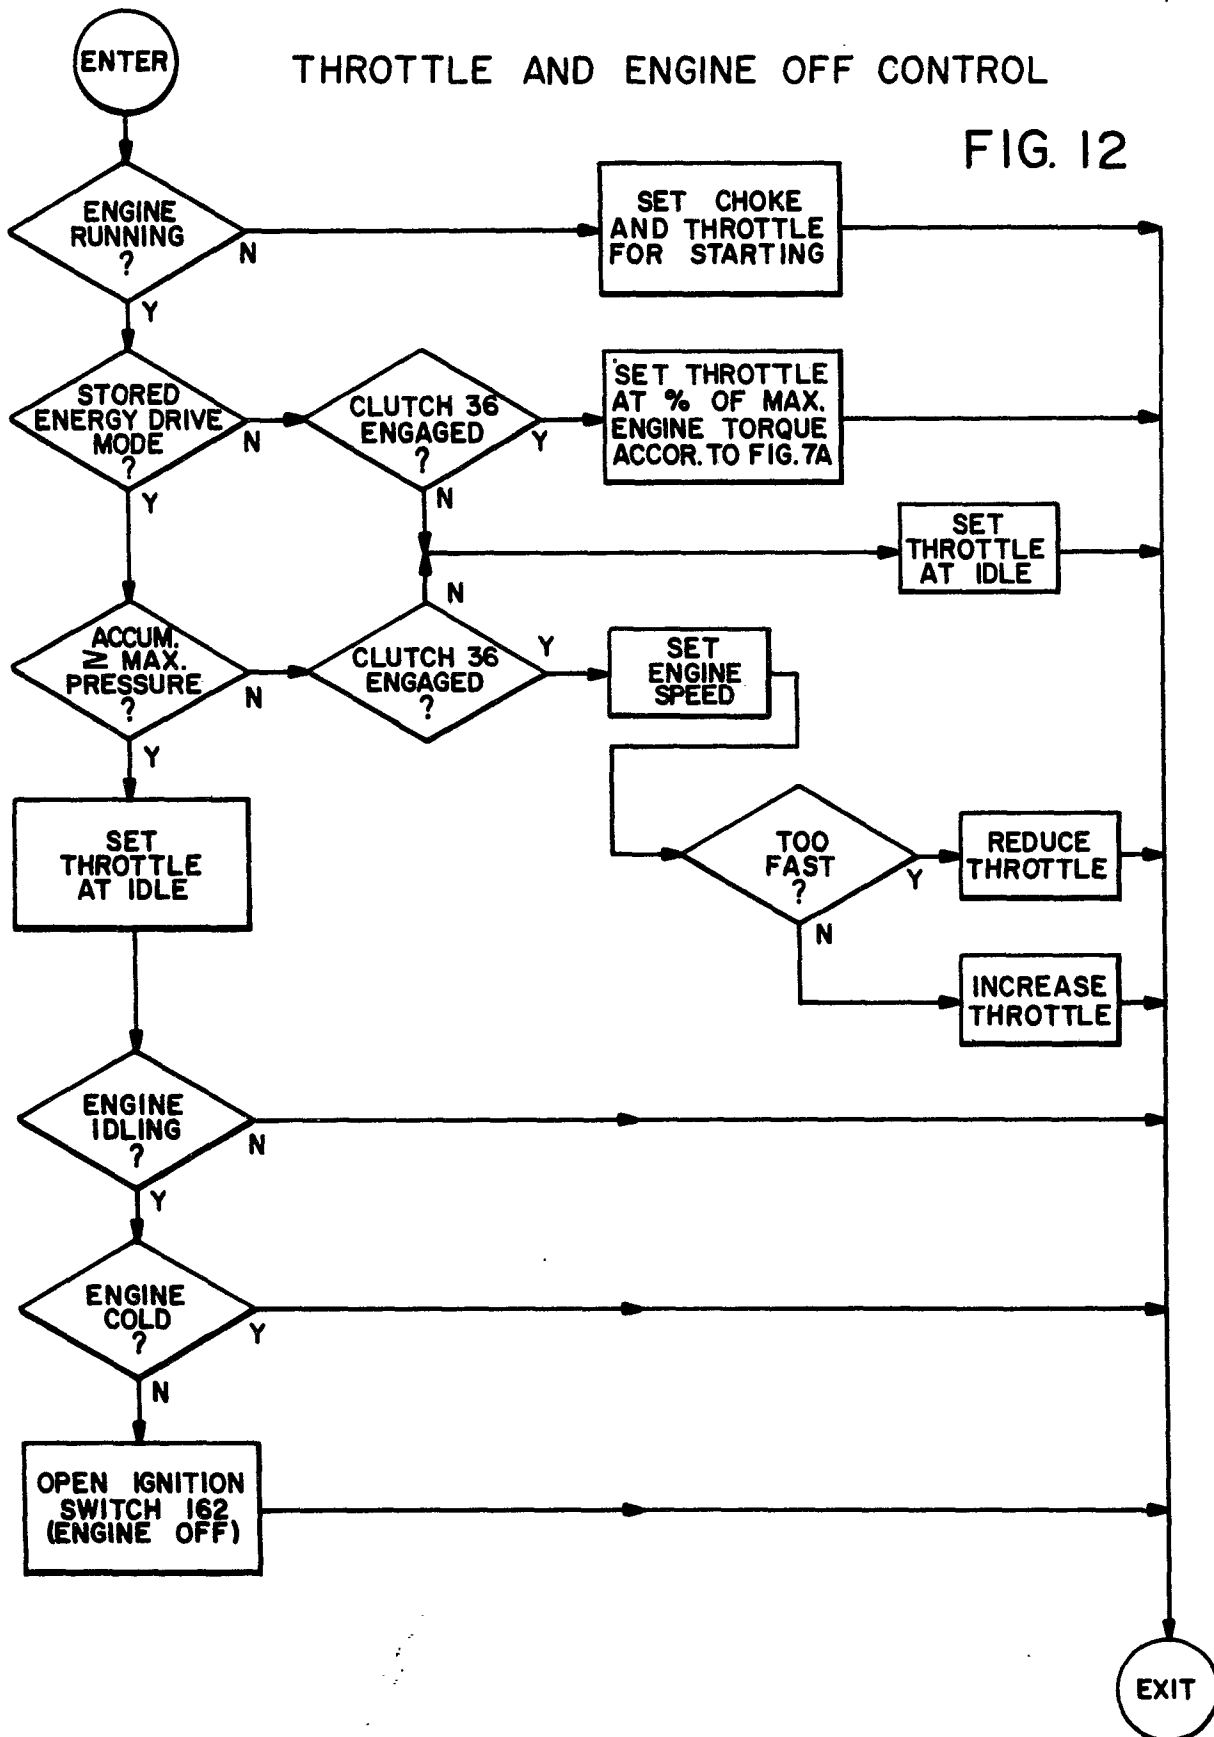 ENTER
THROTTLE AND ENGINE OFF CONTROL
FIG. 12
ENGINE
RUNNING
?
N
Y
SET CHOKE
AND THROTTLE
FOR STARTING
STORED
ENERGY DRIVE
MODE
?
N
Y
CLUTCH 36
ENGAGED
?
Y
N
SET THROTTLE
AT % OF MAX.
ENGINE TORQUE
ACCOR. TO FIG. 7A
SET
THROTTLE
AT IDLE
ACCUM.
≥ MAX.
PRESSURE
?
N
Y
N
CLUTCH 36
ENGAGED
?
Y
SET
ENGINE
SPEED
SET
THROTTLE
AT IDLE
TOO
FAST
?
Y
N
REDUCE
THROTTLE
INCREASE
THROTTLE
ENGINE
IDLING
?
N
Y
ENGINE
COLD
?
Y
N
OPEN IGNITION
SWITCH 162
(ENGINE OFF)
EXIT